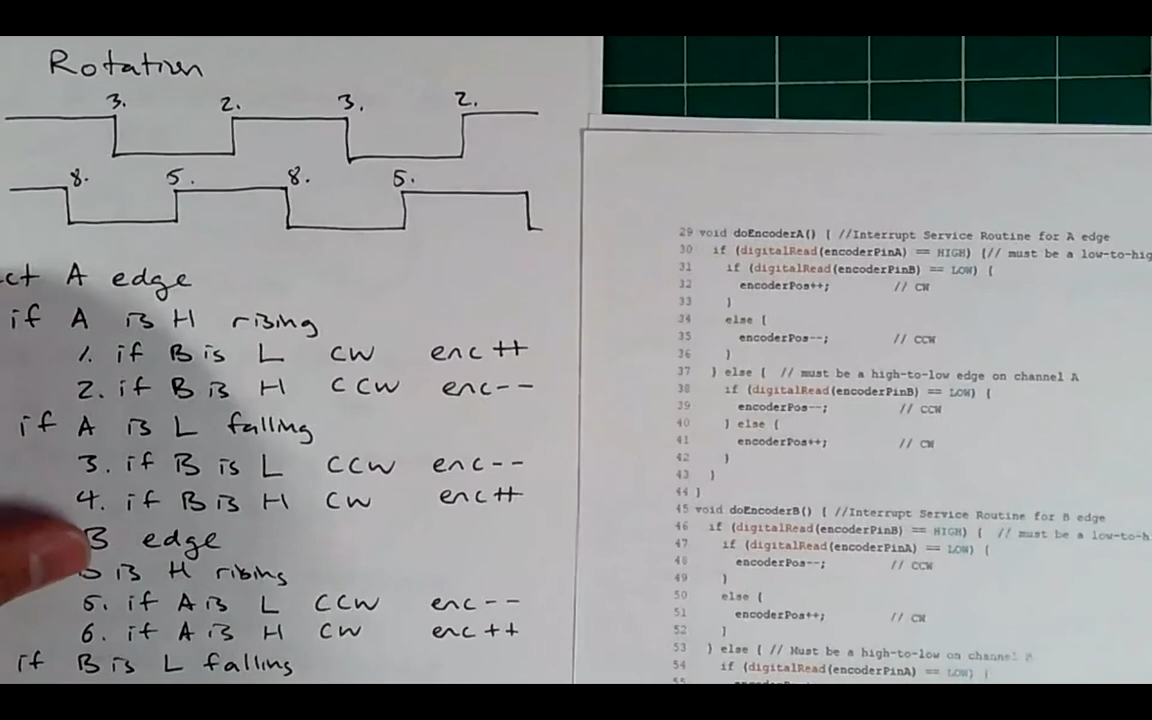 Rotation
3. 2. 3. 2.
8. 5. 8. 5.
A edge
if A is H rising
1. if B is L CW enc++
2. if B is H CCW enc--
if A is L falling
3. if B is L CCW enc--
4. if B is H CW enc++
B edge
is H rising
5. if A is L CCW enc--
6. if A is H CW enc++
if B is L falling
29 void doEncoderA() { //Interrupt Service Routine for A edge
30 if (digitalRead(encoderPinA) == HIGH) {// must be a low-to-hig
31 if (digitalRead(encoderPinB) == LOW) {
32 encoderPos++; // CW
33 }
34 else {
35 encoderPos--; // CCW
36 }
37 } else { // must be a high-to-low edge on channel A
38 if (digitalRead(encoderPinB) == LOW) {
39 encoderPos--; // CCW
40 } else {
41 encoderPos++; // CW
42 }
43 }
44 }
45 void doEncoderB() { //Interrupt Service Routine for B edge
46 if (digitalRead(encoderPinB) == HIGH) { // must be a low-to-h
47 if (digitalRead(encoderPinA) == LOW) {
48 encoderPos--; // CCW
49 }
50 else {
51 encoderPos++; // CW
52 }
53 } else { // Must be a high-to-low on channel
54 if (digitalRead(encoderPinA) == LOW) {